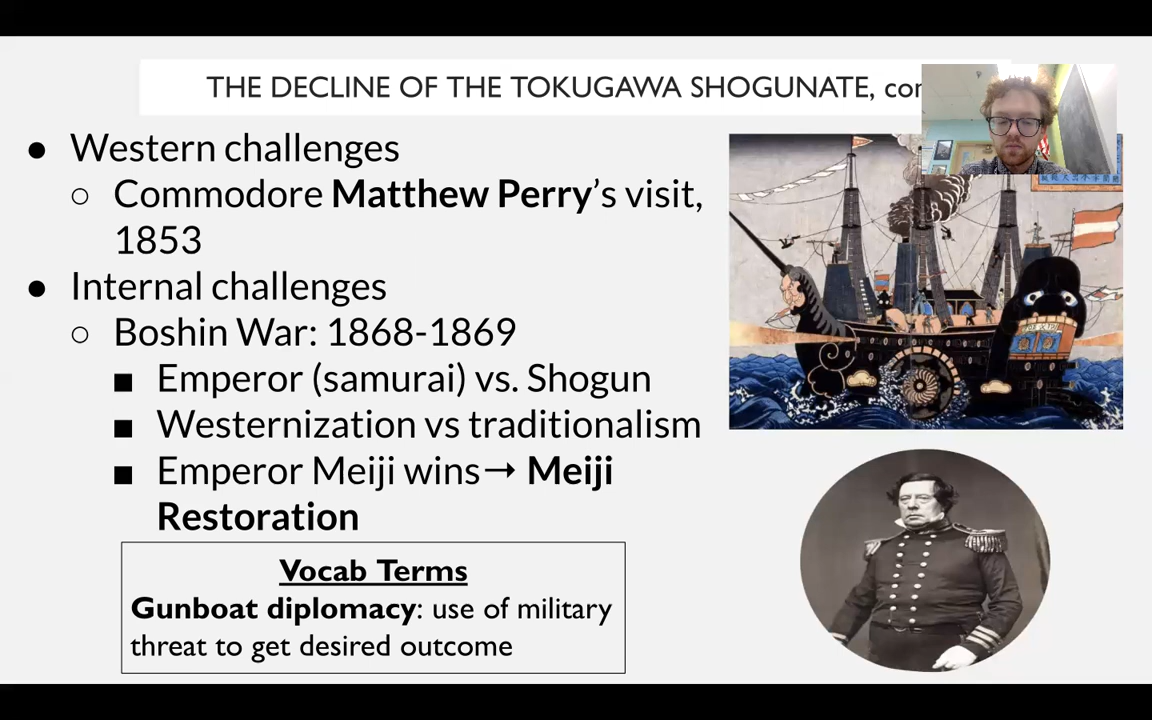 THE DECLINE OF THE TOKUGAWA SHOGUNATE,
● Western challenges
○ Commodore Matthew Perry’s visit,
1853
● Internal challenges
○ Boshin War: 1868-1869
■ Emperor (samurai) vs. Shogun
■ Westernization vs traditionalism
■ Emperor Meiji wins→ Meiji
Restoration
Vocab Terms
Gunboat diplomacy: use of military
threat to get desired outcome